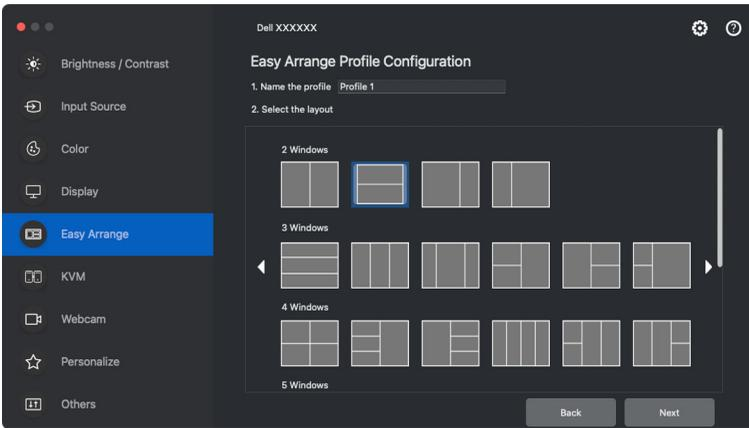 Dell XXXXXX
Brightness / Contrast
Input Source
Color
Display
Easy Arrange
KVM
Webcam
Personalize
Others
Easy Arrange Profile Configuration
1. Name the profile Profile 1
2. Select the layout
2 Windows
3 Windows
4 Windows
5 Windows
Back
Next